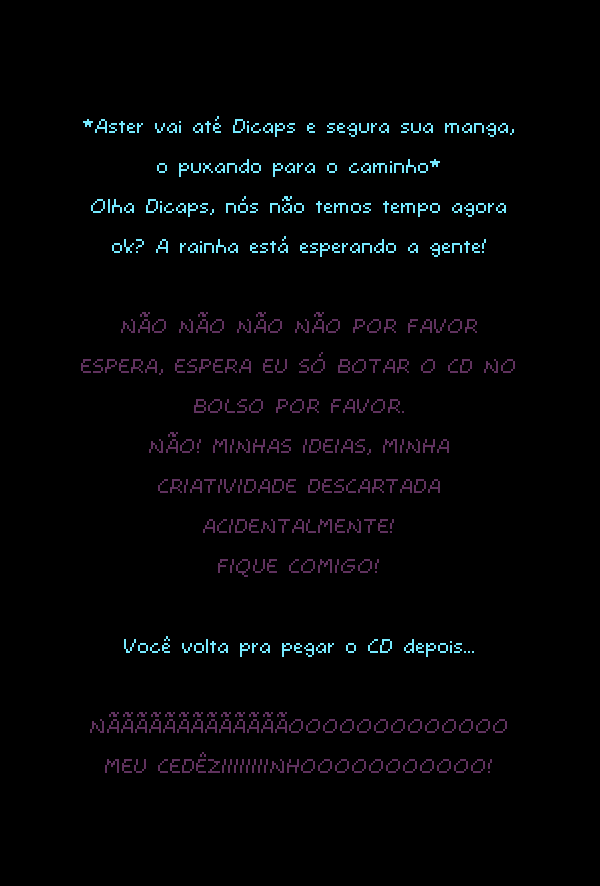 *Aster vai até Dicaps e segura sua manga,
o puxando para o caminho*
Olha Dicaps, nós não temos tempo agora
ok? A rainha está esperando a gente!
NÃO NÃO NÃO NÃO POR FAVOR
ESPERA, ESPERA EU SÓ BOTAR O CD NO
BOLSO POR FAVOR.
NÃO! MINHAS IDEIAS, MINHA
CRIATIVIDADE DESCARTADA
ACIDENTALMENTE!
FIQUE COMIGO!
Você volta pra pegar o CD depois...
NÃÃÃÃÃÃÃÃÃÃÃÃÃOOOOOOOOOOOOO
MEU CEDÊZIIIIIIIINHOOOOOOOOOOO!